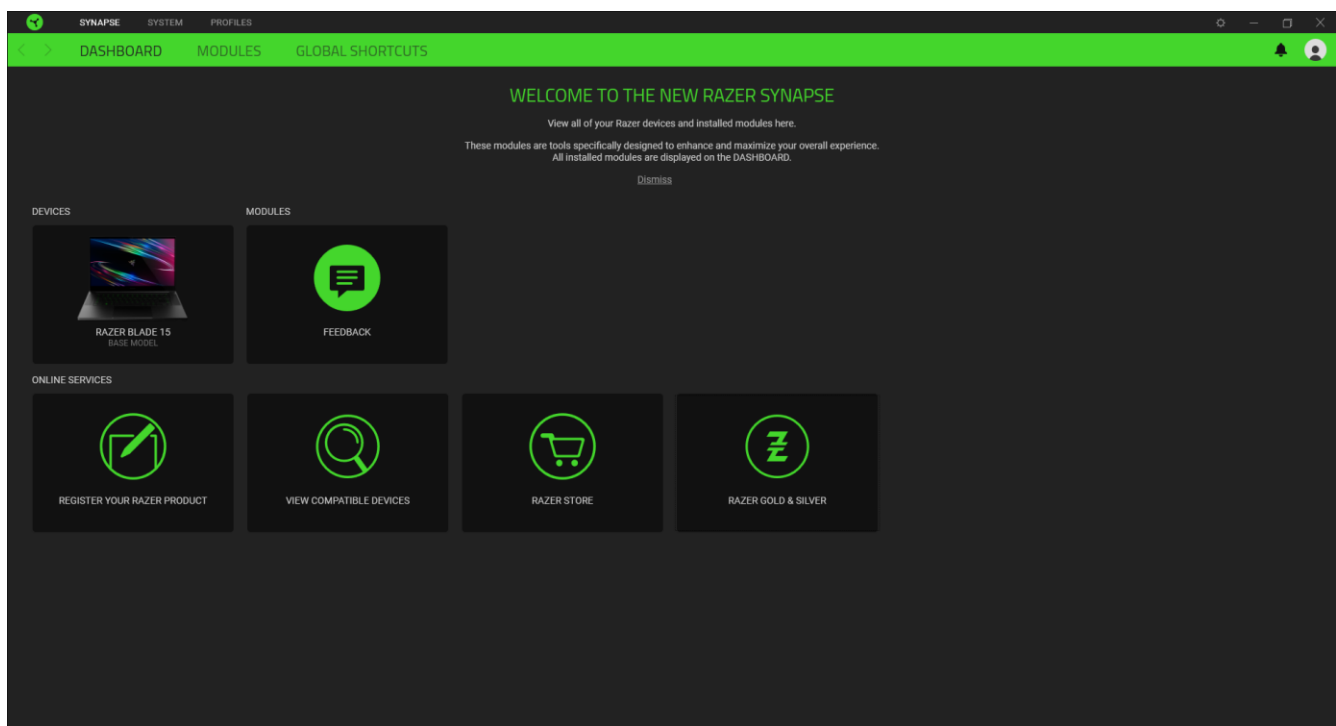 SYNAPSE SYSTEM PROFILES
DASHBOARD MODULES GLOBAL SHORTCUTS
WELCOME TO THE NEW RAZER SYNAPSE
View all of your Razer devices and installed modules here.
These modules are tools specifically designed to enhance and maximize your overall experience.
All installed modules are displayed on the DASHBOARD.
Dismiss
DEVICES MODULES
RAZER BLADE 15 FEEDBACK
BASE MODEL
ONLINE SERVICES
REGISTER YOUR RAZER PRODUCT VIEW COMPATIBLE DEVICES RAZER STORE RAZER GOLD & SILVER